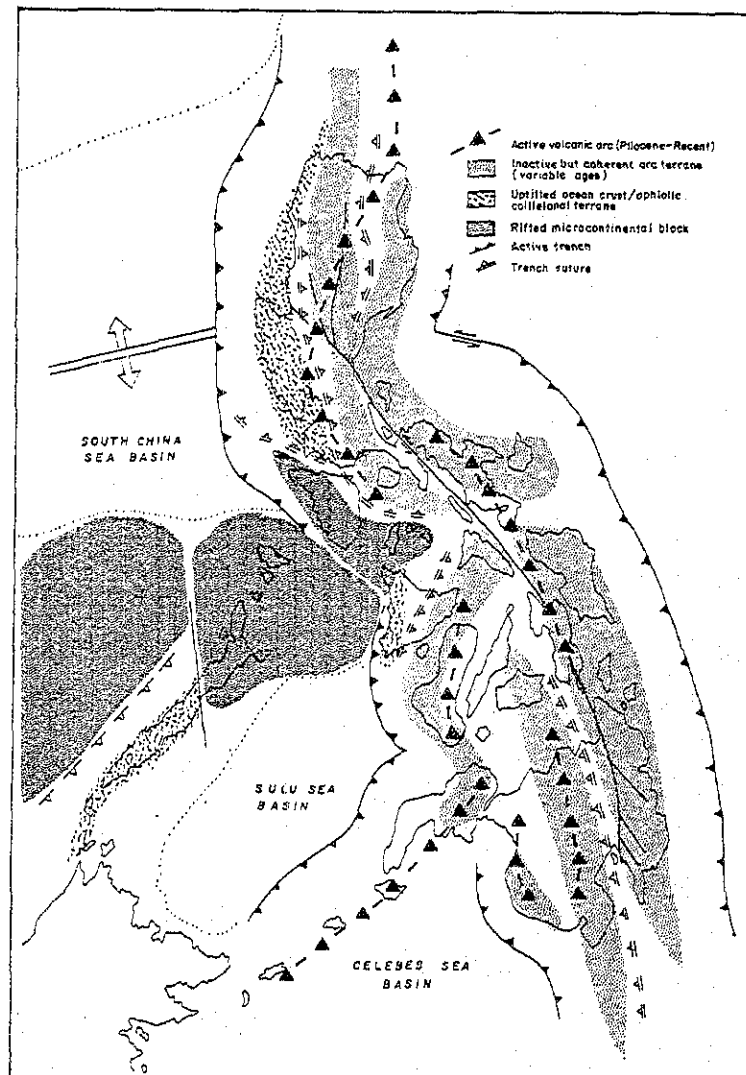 Active volcanic arc (Pliocene-Recent)
Inactive but coherent arc terrane
(variable ages)
Uplifted ocean crust/ophiolic
collisional terrane
Rifted microcontinental block
Active trench
Trench suture
SOUTH CHINA
SEA BASIN
SULU SEA
BASIN
CELEBES SEA
BASIN